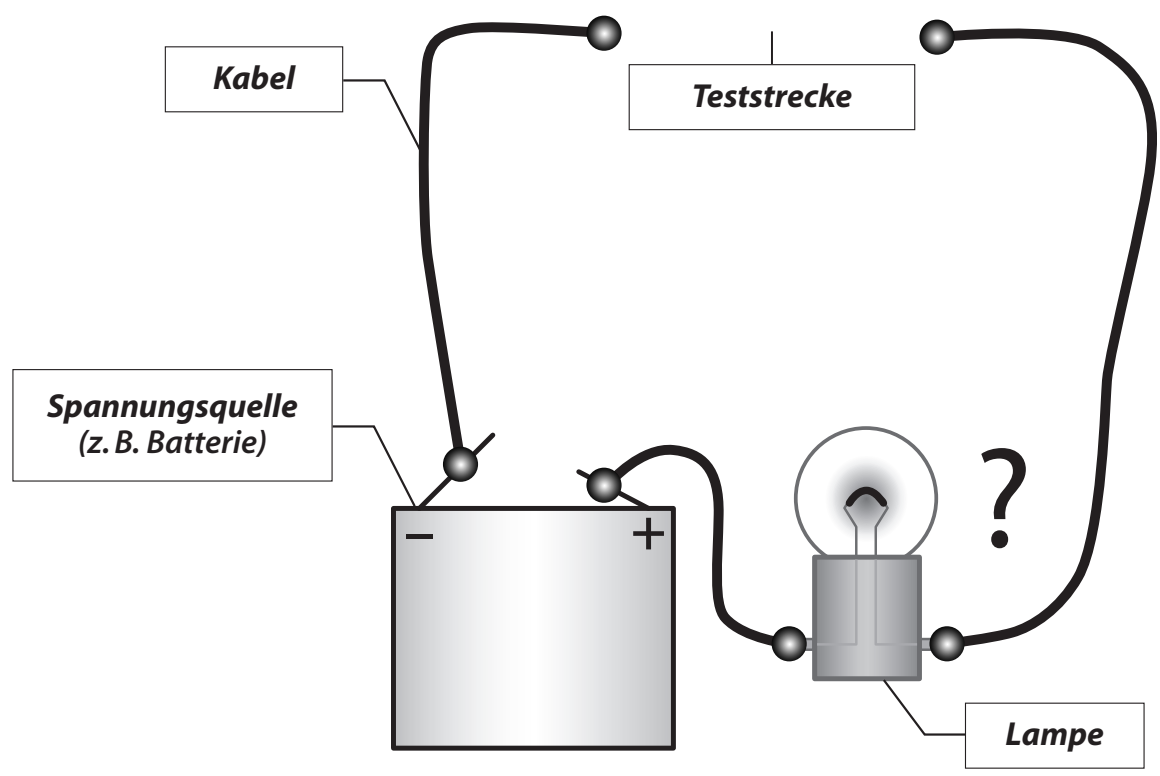 Kabel
Teststrecke
Spannungsquelle
(z. B. Batterie)
– +
?
Lampe